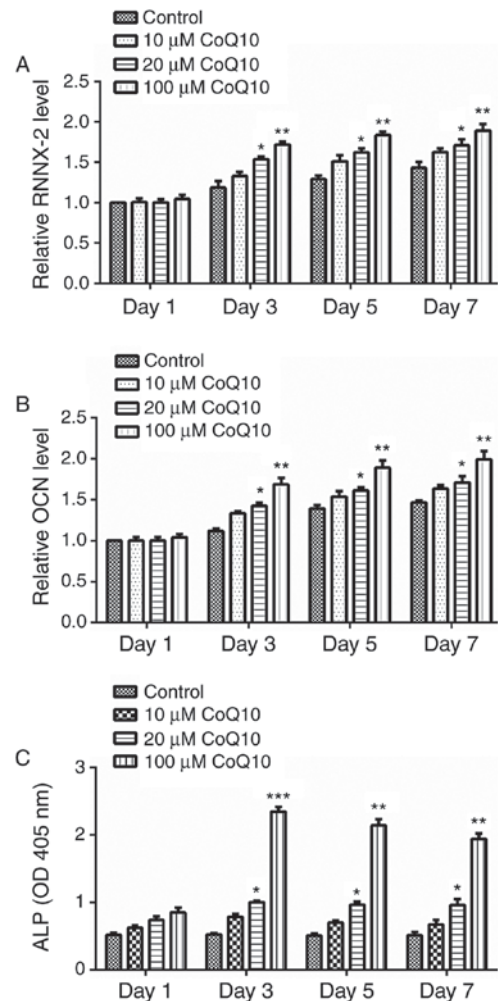 Control
10 µM CoQ10
20 µM CoQ10
100 µM CoQ10
A
Relative RNNX-2 level
2.5
2.0
1.5
1.0
0.5
0.0
* ** * ** * **
Day 1 Day 3 Day 5 Day 7
Control
10 µM CoQ10
20 µM CoQ10
100 µM CoQ10
B
Relative OCN level
2.5
2.0
1.5
1.0
0.5
0.0
* ** * ** * **
Day 1 Day 3 Day 5 Day 7
Control
10 µM CoQ10
20 µM CoQ10
100 µM CoQ10
C
ALP (OD 405 nm)
3
2
1
0
* *** * ** * **
Day 1 Day 3 Day 5 Day 7